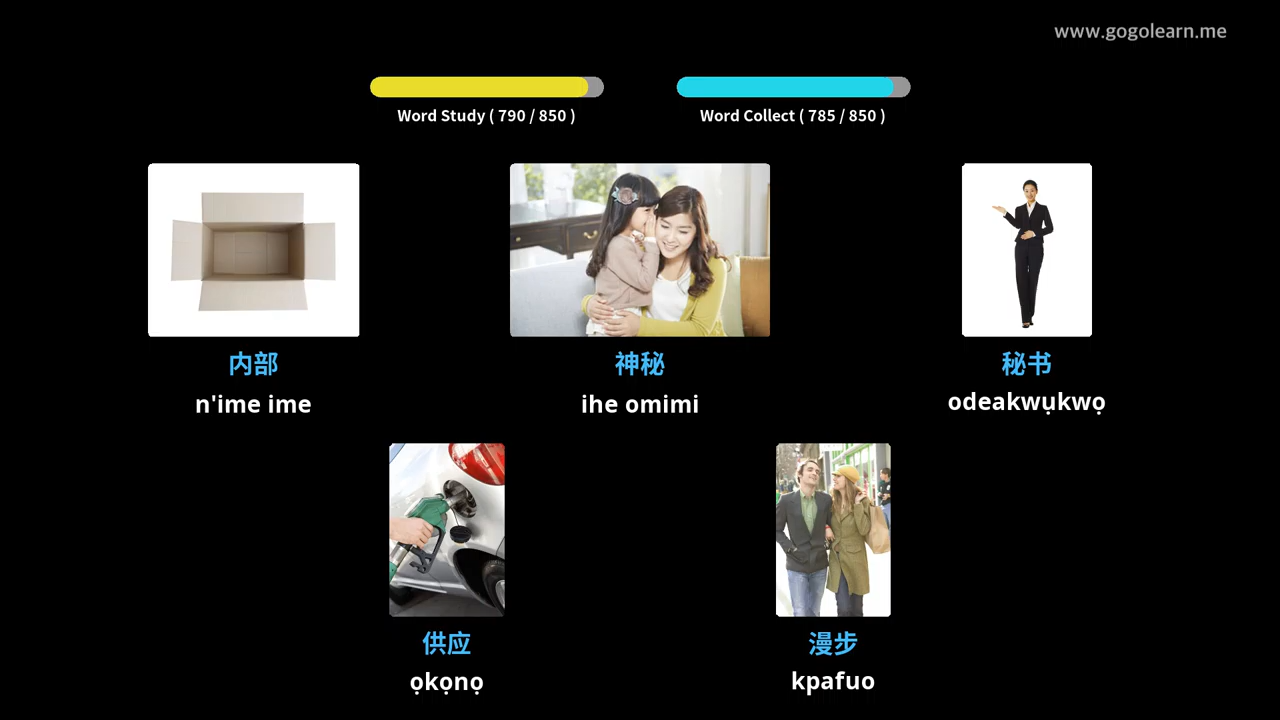 www.gogolearn.me
Word Study ( 790 / 850 )
Word Collect ( 785 / 850 )
内部
n'ime ime
神秘
ihe omimi
秘书
odeakwụkwọ
供应
ọkọnọ
漫步
kpafuo